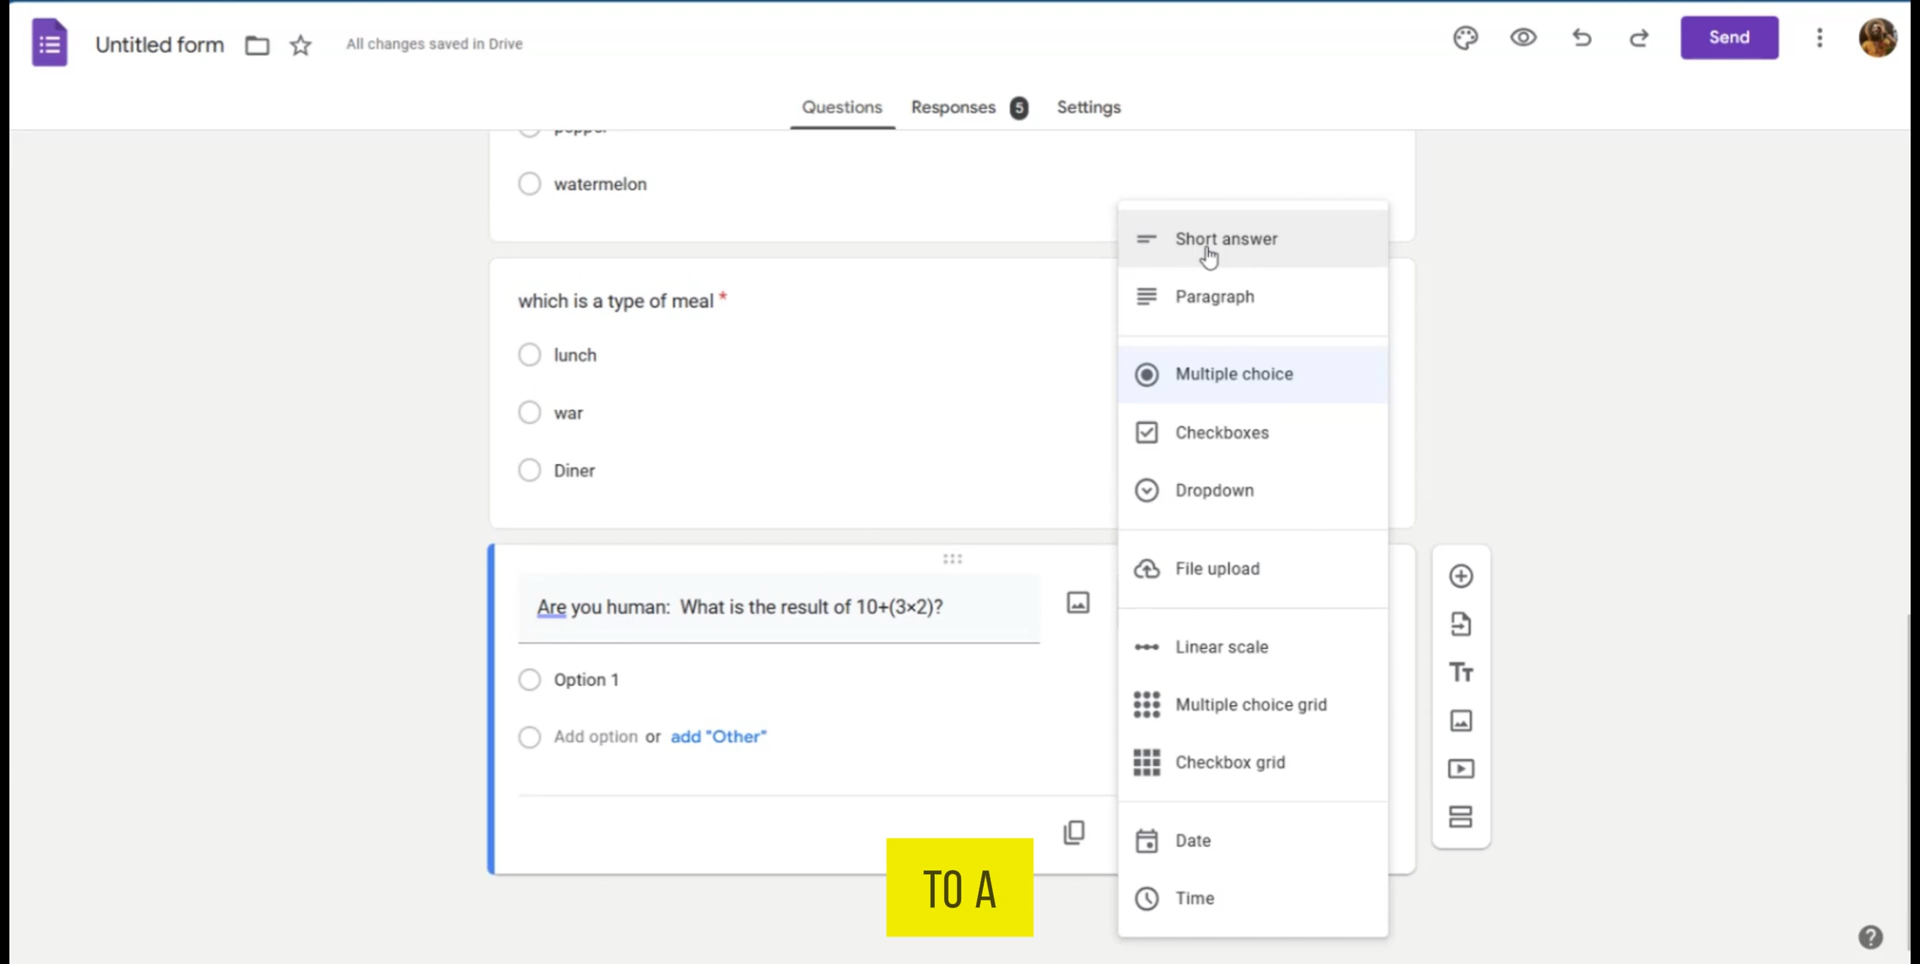 Untitled form
All changes saved in Drive
Send
Questions
Responses 5
Settings
pepper
watermelon
which is a type of meal *
lunch
war
Diner
Are you human:  What is the result of 10+(3×2)?
Option 1
Add option or add "Other"
Short answer
Paragraph
Multiple choice
Checkboxes
Dropdown
File upload
Linear scale
Multiple choice grid
Checkbox grid
Date
Time
Tт
TO A
?